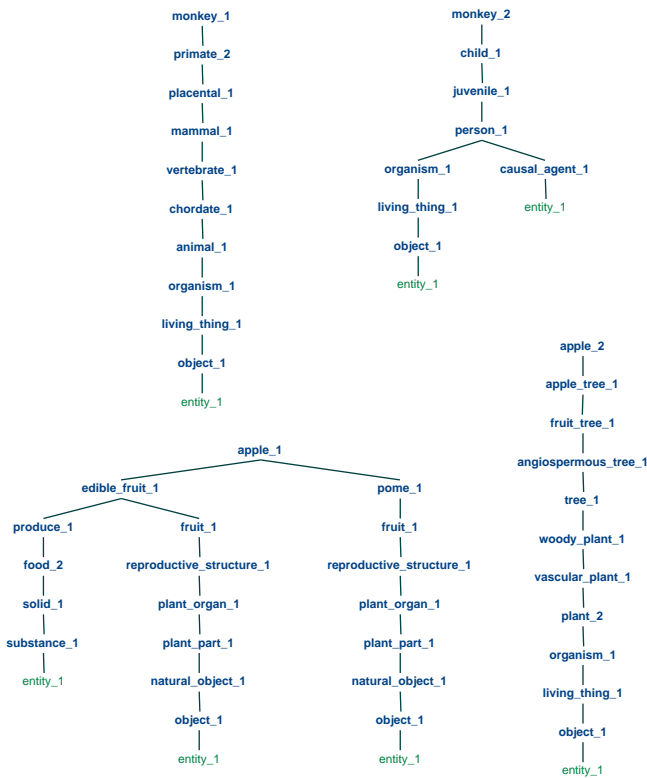 monkey_1
primate_2
placental_1
mammal_1
vertebrate_1
chordate_1
animal_1
organism_1
living_thing_1
object_1
entity_1
monkey_2
child_1
juvenile_1
person_1
organism_1 causal_agent_1
living_thing_1 entity_1
object_1
entity_1
apple_1
edible_fruit_1 pome_1
produce_1 fruit_1 fruit_1
food_2 reproductive_structure_1 reproductive_structure_1
solid_1 plant_organ_1 plant_organ_1
substance_1 plant_part_1 plant_part_1
entity_1 natural_object_1 natural_object_1
object_1 object_1
entity_1 entity_1
apple_2
apple_tree_1
fruit_tree_1
angiospermous_tree_1
tree_1
woody_plant_1
vascular_plant_1
plant_2
organism_1
living_thing_1
object_1
entity_1